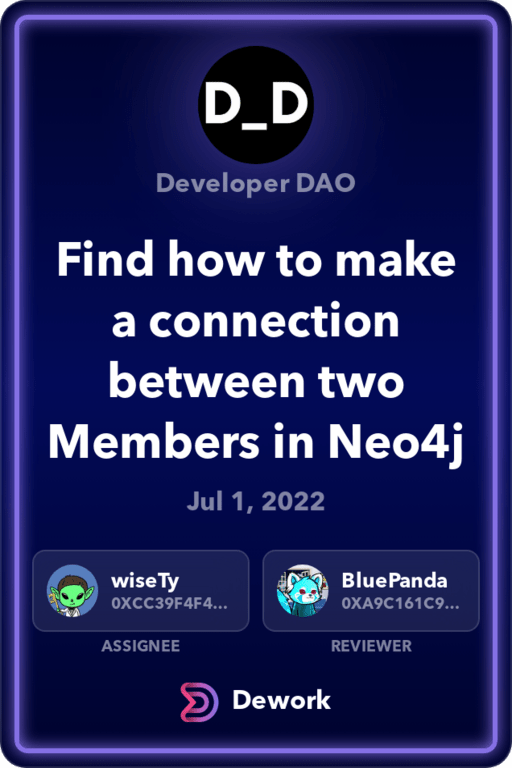 D_D
Developer DAO
Find how to make
a connection
between two
Members in Neo4j
Jul 1, 2022
wiseTy
0XCC39F4F4...
ASSIGNEE
BluePanda
0XA9C161C9...
REVIEWER
Dework